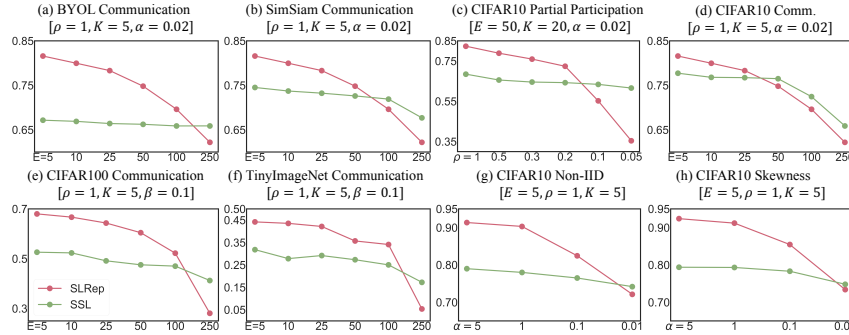 (a) BYOL Communication
[ρ = 1, K = 5, α = 0.02]
(b) SimSiam Communication
[ρ = 1, K = 5, α = 0.02]
(c) CIFAR10 Partial Participation
[E = 50, K = 20, α = 0.02]
(d) CIFAR10 Comm.
[ρ = 1, K = 5, α = 0.02]
0.85
0.75
0.65
E=5 10 25 50 100 250
0.85
0.75
0.65
E=5 10 25 50 100 250
0.85
0.75
0.55
0.35
ρ = 1 0.5 0.3 0.2 0.1 0.05
0.85
0.75
0.65
E=5 10 25 50 100 250
(e) CIFAR100 Communication
[ρ = 1, K = 5, β = 0.1]
(f) TinyImageNet Communication
[ρ = 1, K = 5, β = 0.1]
(g) CIFAR10 Non-IID
[E = 5, ρ = 1, K = 5]
(h) CIFAR10 Skewness
[E = 5, ρ = 1, K = 5]
0.7
0.5
0.3
SLRep
SSL
E=5 10 25 50 100 250
0.50
0.45
0.35
0.25
0.15
0.05
E=5 10 25 50 100 250
0.95
0.90
0.80
0.70
α = 5 1 0.1 0.01
0.95
0.90
0.80
0.70
α = 5 1 0.1 0.01